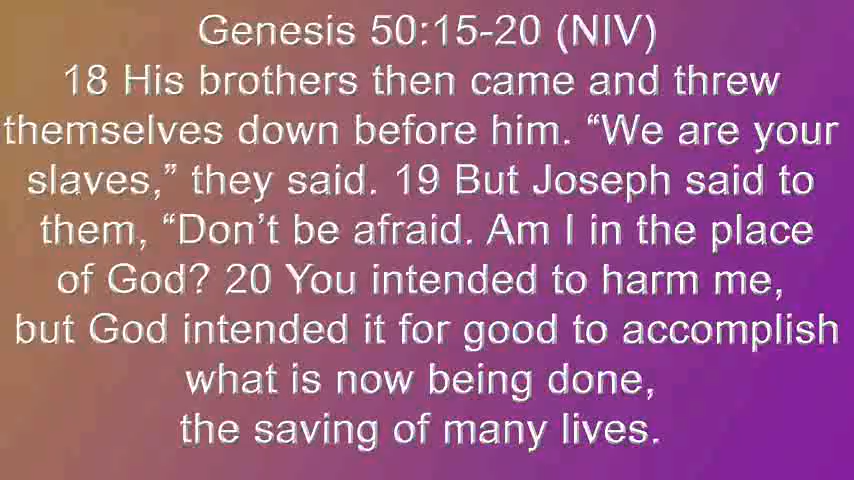 Genesis 50:15-20 (NIV)
18 His brothers then came and threw
themselves down before him. “We are your
slaves,” they said. 19 But Joseph said to
them, “Don’t be afraid. Am I in the place
of God? 20 You intended to harm me,
but God intended it for good to accomplish
what is now being done,
the saving of many lives.